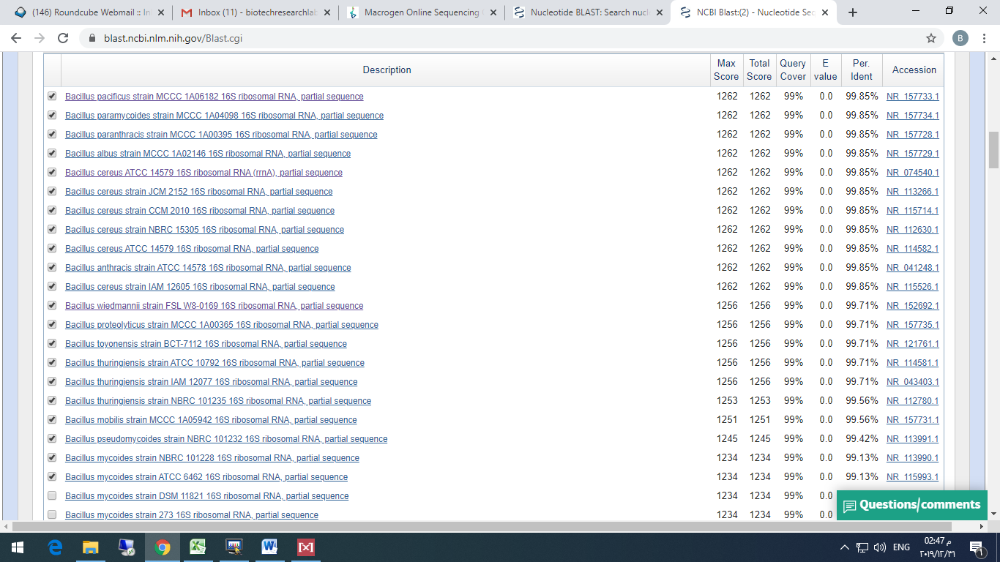 (146) Roundcube Webmail :: In
Inbox (11) - biotechresearchlab
Macrogen Online Sequencing
Nucleotide BLAST: Search nucl
NCBI Blast:(2) - Nucleotide Sec
blast.ncbi.nlm.nih.gov/Blast.cgi
B
Description Max Score Total Score Query Cover E value Per. Ident Accession
Bacillus pacificus strain MCCC 1A06182 16S ribosomal RNA, partial sequence 1262 1262 99% 0.0 99.85% NR_157733.1
Bacillus paramycoides strain MCCC 1A04098 16S ribosomal RNA, partial sequence 1262 1262 99% 0.0 99.85% NR_157734.1
Bacillus paranthracis strain MCCC 1A00395 16S ribosomal RNA, partial sequence 1262 1262 99% 0.0 99.85% NR_157728.1
Bacillus albus strain MCCC 1A02146 16S ribosomal RNA, partial sequence 1262 1262 99% 0.0 99.85% NR_157729.1
Bacillus cereus ATCC 14579 16S ribosomal RNA (rrnA), partial sequence 1262 1262 99% 0.0 99.85% NR_074540.1
Bacillus cereus strain JCM 2152 16S ribosomal RNA, partial sequence 1262 1262 99% 0.0 99.85% NR_113266.1
Bacillus cereus strain CCM 2010 16S ribosomal RNA, partial sequence 1262 1262 99% 0.0 99.85% NR_115714.1
Bacillus cereus strain NBRC 15305 16S ribosomal RNA, partial sequence 1262 1262 99% 0.0 99.85% NR_112630.1
Bacillus cereus ATCC 14579 16S ribosomal RNA, partial sequence 1262 1262 99% 0.0 99.85% NR_114582.1
Bacillus anthracis strain ATCC 14578 16S ribosomal RNA, partial sequence 1262 1262 99% 0.0 99.85% NR_041248.1
Bacillus cereus strain IAM 12605 16S ribosomal RNA, partial sequence 1262 1262 99% 0.0 99.85% NR_115526.1
Bacillus wiedmannii strain FSL W8-0169 16S ribosomal RNA, partial sequence 1256 1256 99% 0.0 99.71% NR_152692.1
Bacillus proteolyticus strain MCCC 1A00365 16S ribosomal RNA, partial sequence 1256 1256 99% 0.0 99.71% NR_157735.1
Bacillus toyonensis strain BCT-7112 16S ribosomal RNA, partial sequence 1256 1256 99% 0.0 99.71% NR_121761.1
Bacillus thuringiensis strain ATCC 10792 16S ribosomal RNA, partial sequence 1256 1256 99% 0.0 99.71% NR_114581.1
Bacillus thuringiensis strain IAM 12077 16S ribosomal RNA, partial sequence 1256 1256 99% 0.0 99.71% NR_043403.1
Bacillus thuringiensis strain NBRC 101235 16S ribosomal RNA, partial sequence 1253 1253 99% 0.0 99.56% NR_112780.1
Bacillus mobilis strain MCCC 1A05942 16S ribosomal RNA, partial sequence 1251 1251 99% 0.0 99.56% NR_157731.1
Bacillus pseudomycoides strain NBRC 101232 16S ribosomal RNA, partial sequence 1245 1245 99% 0.0 99.42% NR_113991.1
Bacillus mycoides strain NBRC 101228 16S ribosomal RNA, partial sequence 1234 1234 99% 0.0 99.13% NR_113990.1
Bacillus mycoides strain ATCC 6462 16S ribosomal RNA, partial sequence 1234 1234 99% 0.0 99.13% NR_115993.1
Bacillus mycoides strain DSM 11821 16S ribosomal RNA, partial sequence 1234 1234 99% 0.0
Bacillus mycoides strain 273 16S ribosomal RNA, partial sequence 1234 1234 99% 0.0
Questions/comments
ENG
02:47 م
٢٠١٩/١٢/٣١
1